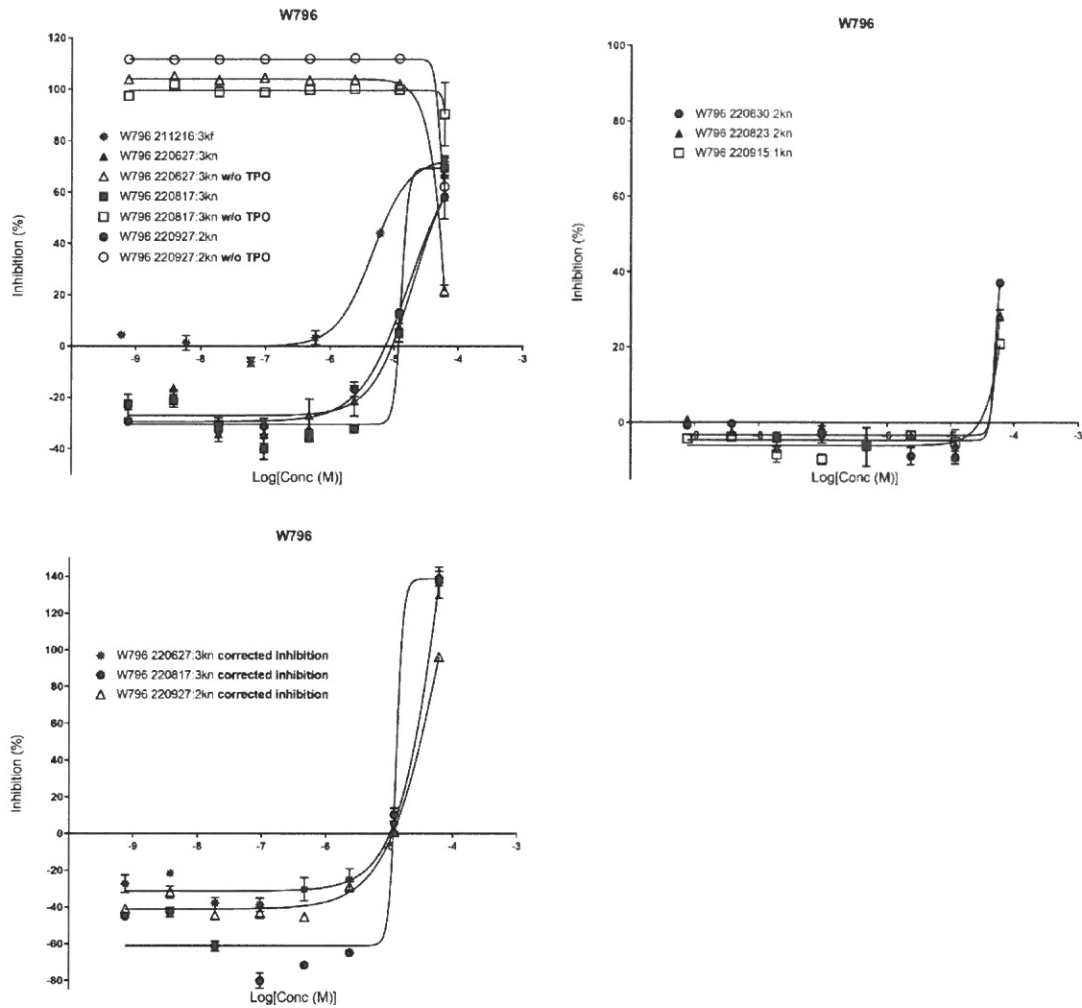 W796
120
100
80
60
40
20
0
-20
-40
Inhibition (%)
-9
-8
-7
-6
-5
-4
-3
Log[Conc (M)]
W796 211216:3kf
W796 220627:3kn
W796 220627:3kn w/o TPO
W796 220817:3kn
W796 220817:3kn w/o TPO
W796 220927:2kn
W796 220927:2kn w/o TPO
W796
100
80
60
40
20
0
Inhibition (%)
-4
-3
Log[Conc (M)]
W796 220630:2kn
W796 220823:2kn
W796 220915:1kn
W796
140
120
100
80
60
40
20
0
-20
-40
-60
-80
Inhibition (%)
-9
-8
-7
-6
-4
-3
Log[Conc (M)]
W796 220627:3kn corrected inhibition
W796 220817:3kn corrected inhibition
W796 220927:2kn corrected inhibition